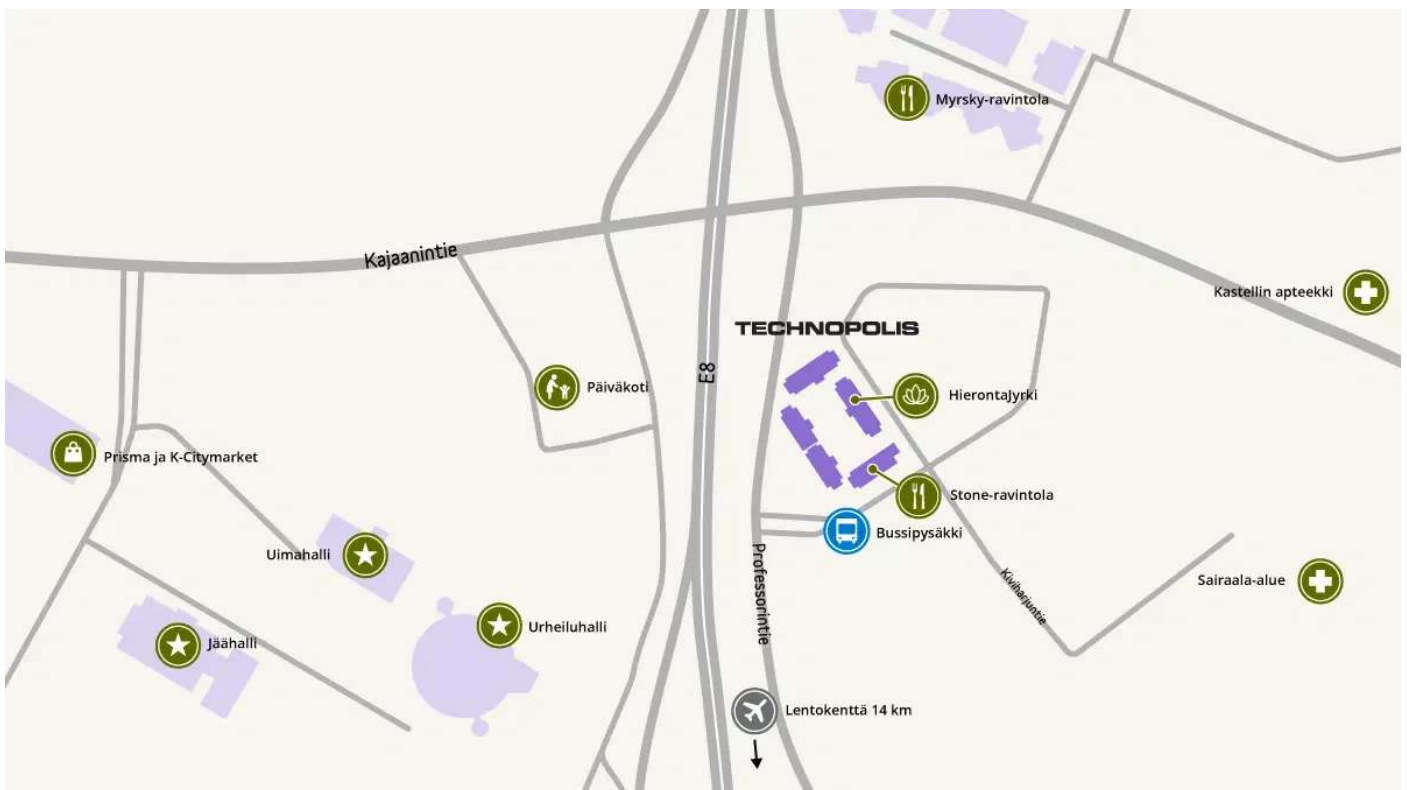 Myrsky-ravintola
Kajaanintie
Kastellin apteekki
TECHNOPOLIS
E8
Päiväkoti
HierontaJyrki
Prisma ja K-Citymarket
Stone-ravintola
Bussipysäkki
Uimahalli
Professorintie
Kiviharjuntie
Sairaala-alue
Urheiluhalli
Jäähalli
Lentokenttä 14 km